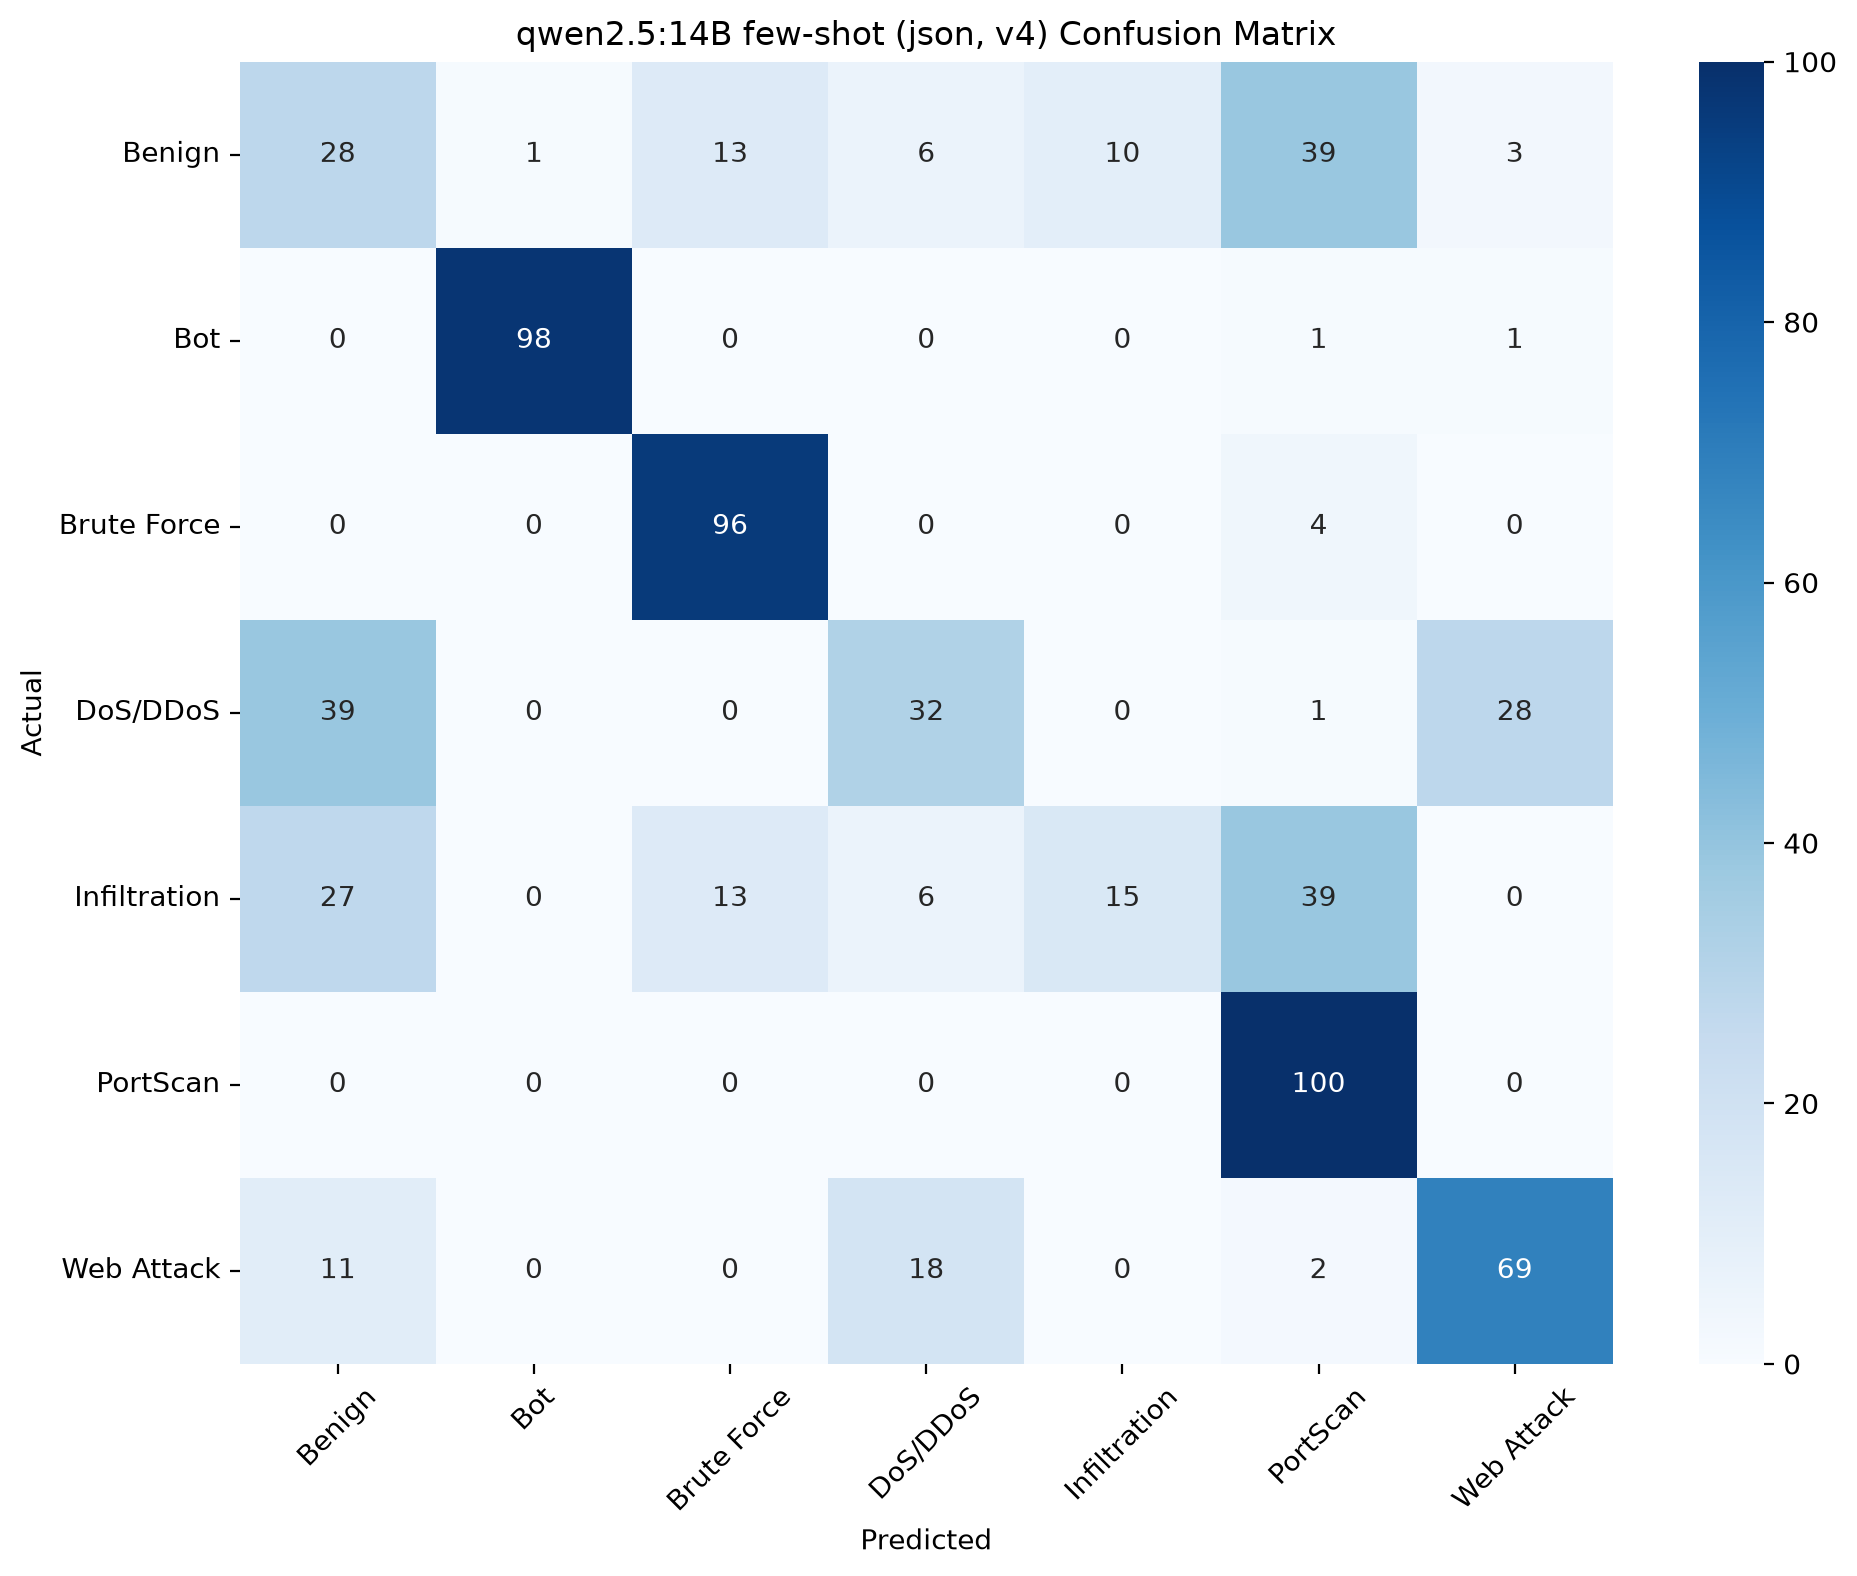 qwen2.5:14B few-shot (json, v4) Confusion Matrix
Benign 28 1 13 6 10 39 3
Bot 0 98 0 0 0 1 1
Brute Force 0 0 96 0 0 4 0
DoS/DDoS 39 0 0 32 0 1 28
Infiltration 27 0 13 6 15 39 0
PortScan 0 0 0 0 0 100 0
Web Attack 11 0 0 18 0 2 69
Actual
Benign Bot Brute Force DoS/DDoS Infiltration PortScan Web Attack
Predicted
100
80
60
40
20
0